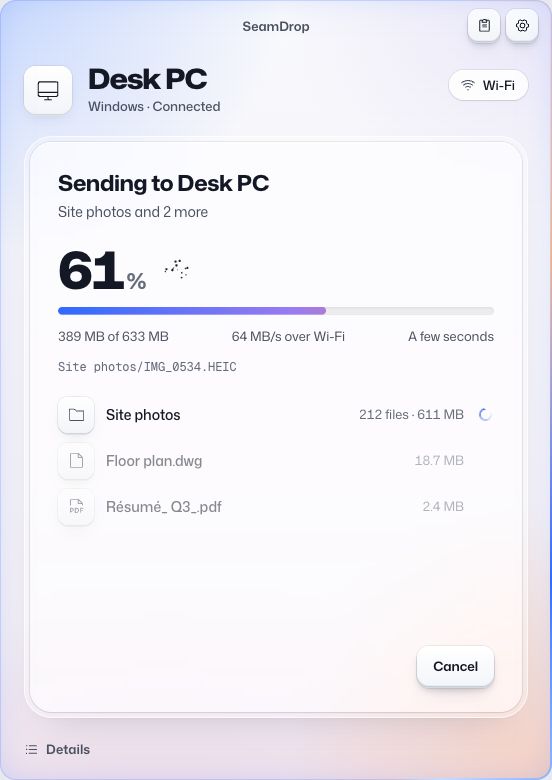 SeamDrop
Desk PC
Windows · Connected
Wi-Fi
Sending to Desk PC
Site photos and 2 more
61%
389 MB of 633 MB
64 MB/s over Wi-Fi
A few seconds
Site photos/IMG_0534.HEIC
Site photos
212 files · 611 MB
Floor plan.dwg
18.7 MB
PDF
Résumé_ Q3_.pdf
2.4 MB
Cancel
Details